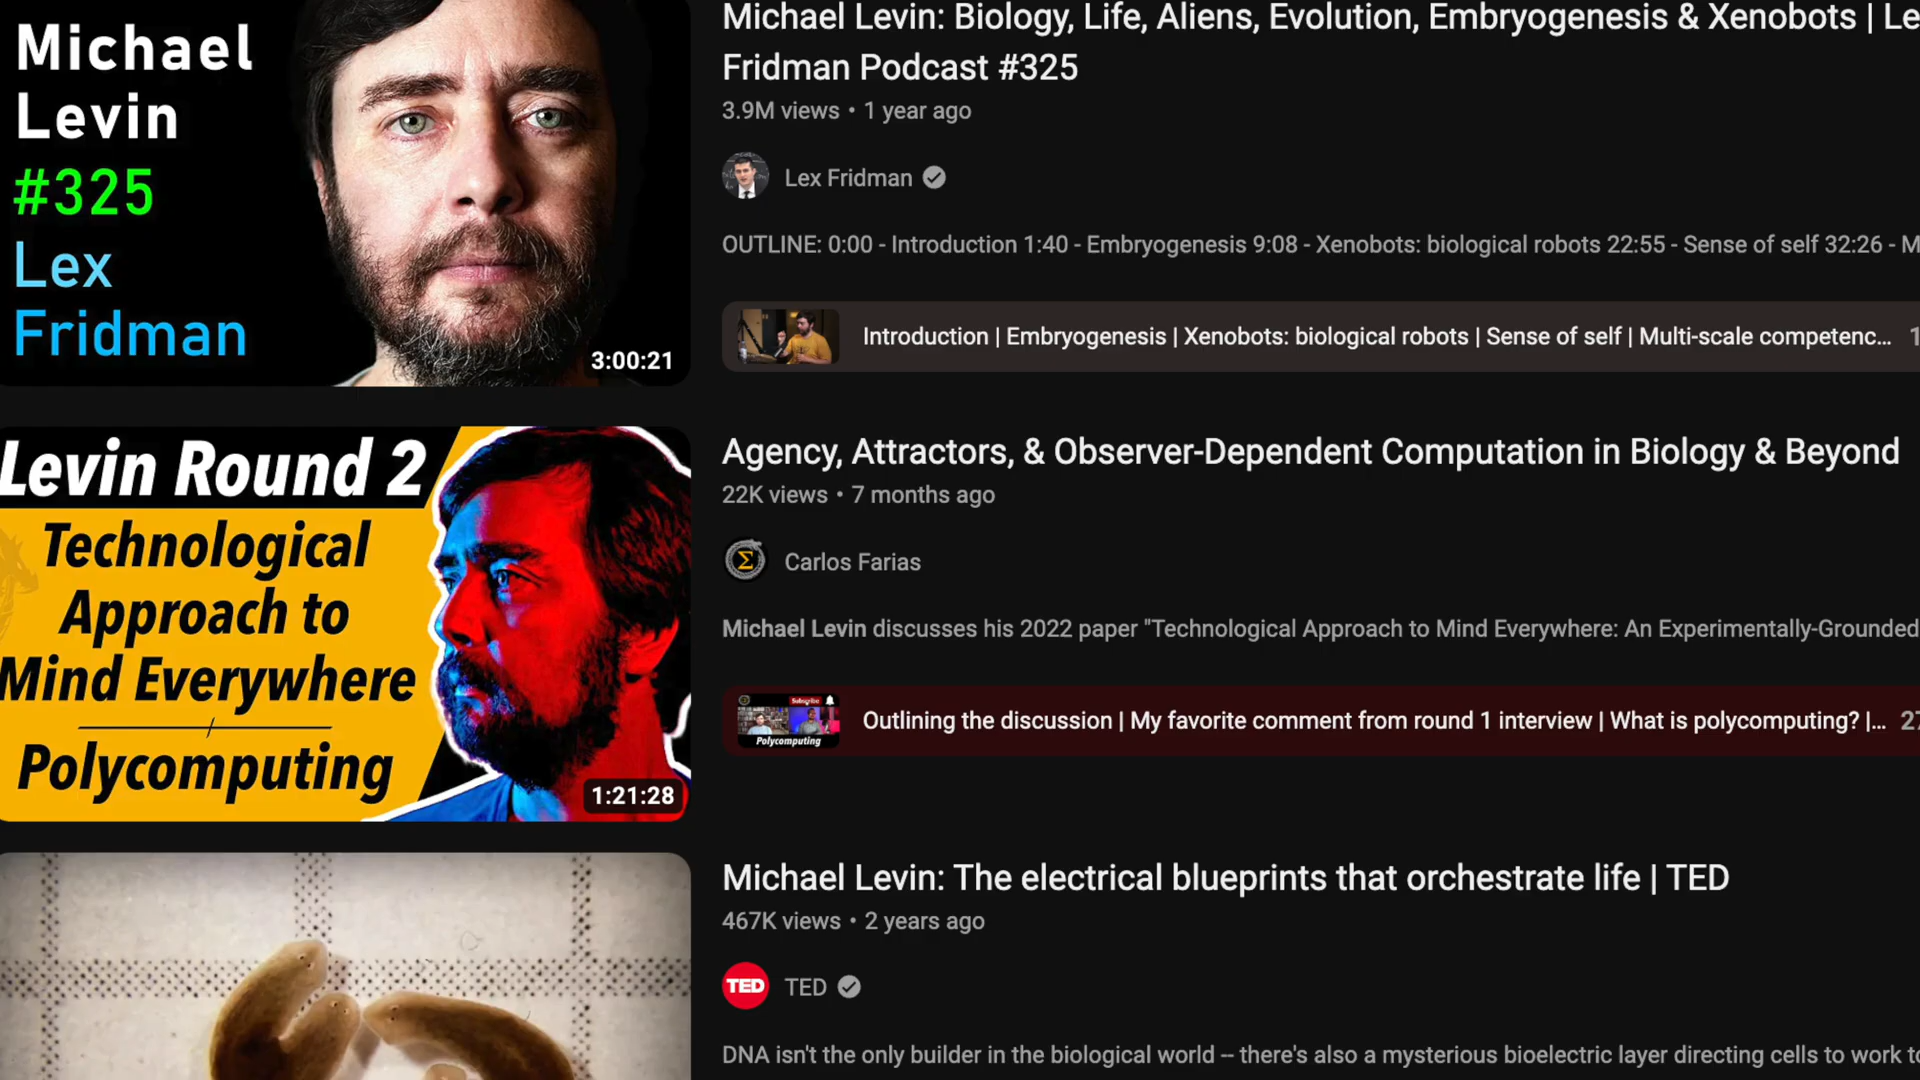 Michael
Levin
#325
Lex
Fridman
3:00:21
Michael Levin: Biology, Life, Aliens, Evolution, Embryogenesis & Xenobots | Le
Fridman Podcast #325
3.9M views • 1 year ago
Lex Fridman
OUTLINE: 0:00 - Introduction 1:40 - Embryogenesis 9:08 - Xenobots: biological robots 22:55 - Sense of self 32:26 - M
Introduction | Embryogenesis | Xenobots: biological robots | Sense of self | Multi-scale competenc... 1
Levin Round 2
Technological
Approach to
Mind Everywhere
Polycomputing
1:21:28
Agency, Attractors, & Observer-Dependent Computation in Biology & Beyond
22K views • 7 months ago
Σ
Carlos Farias
Michael Levin discusses his 2022 paper "Technological Approach to Mind Everywhere: An Experimentally-Grounded
Subscribe
Polycomputing
Outlining the discussion | My favorite comment from round 1 interview | What is polycomputing? |... 27
Michael Levin: The electrical blueprints that orchestrate life | TED
467K views • 2 years ago
TED
TED
DNA isn't the only builder in the biological world -- there's also a mysterious bioelectric layer directing cells to work to